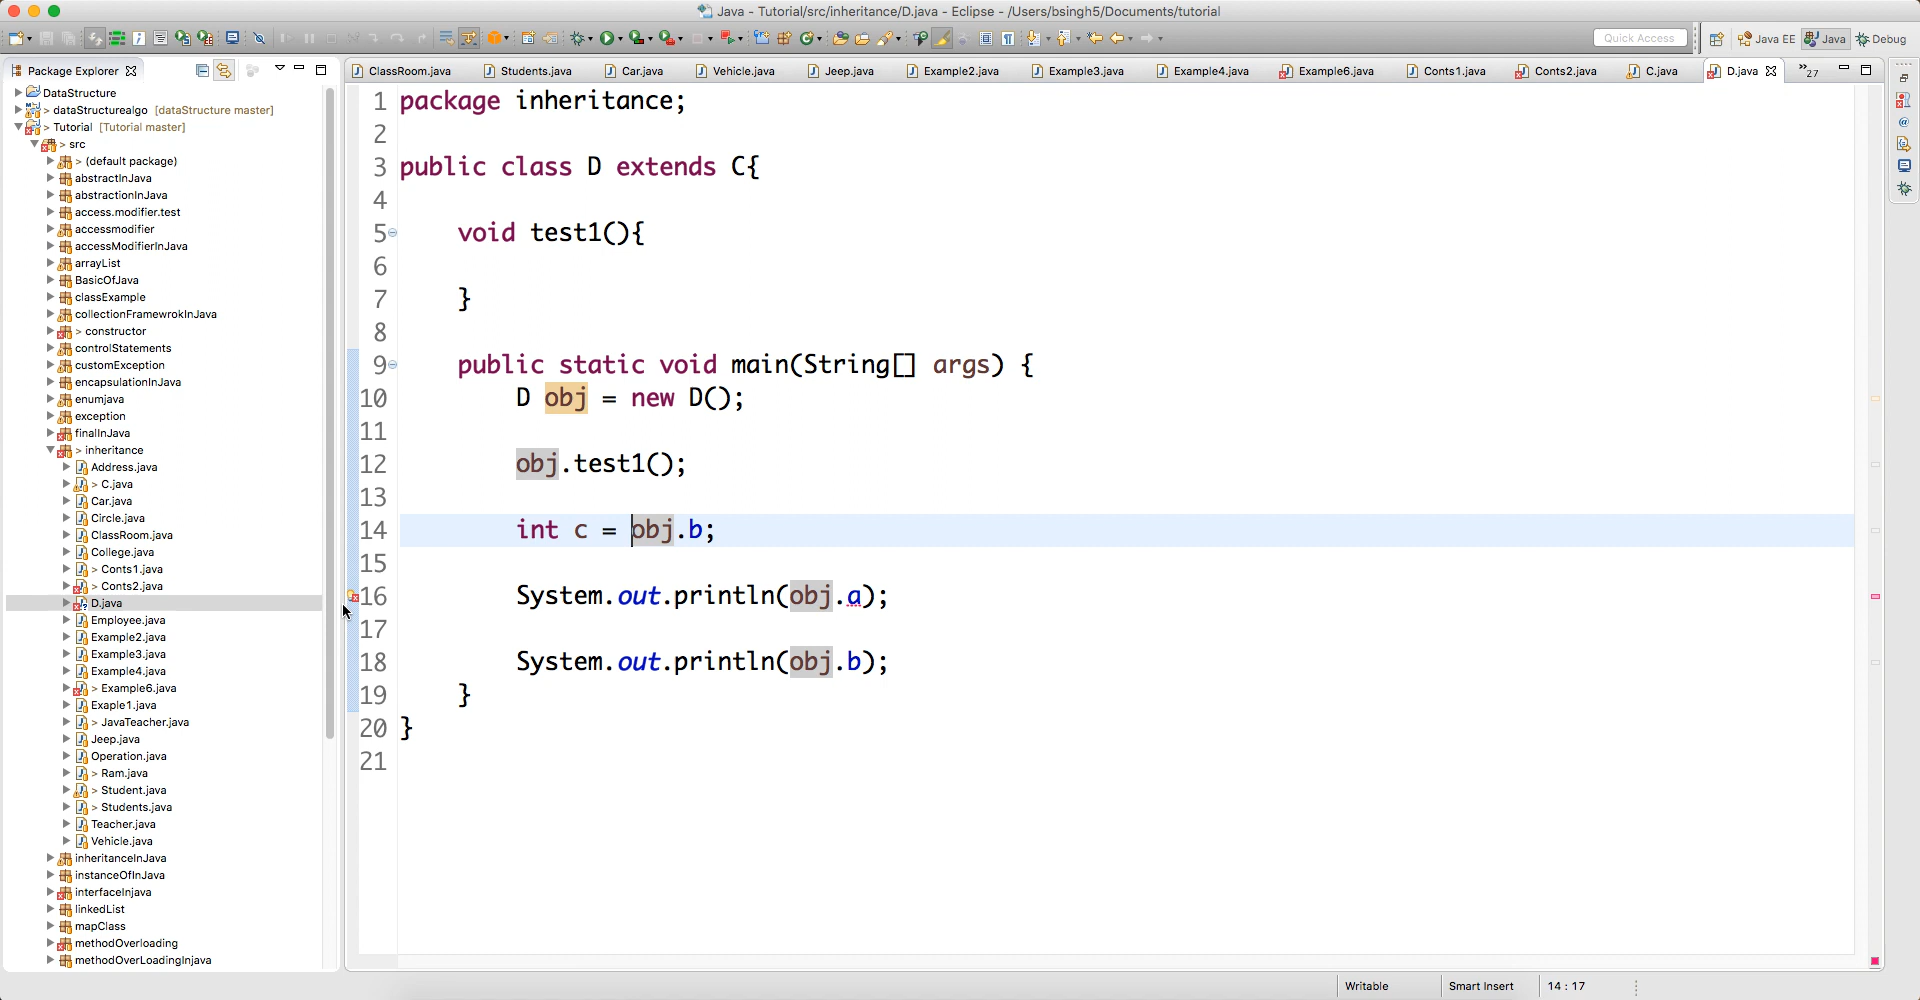 Java - Tutorial/src/inheritance/D.java - Eclipse - /Users/bsingh5/Documents/tutorial
Quick Access
Java EE
Java
Debug
Package Explorer
ClassRoom.java
Students.java
Car.java
Vehicle.java
Jeep.java
Example2.java
Example3.java
Example4.java
Example6.java
Conts1.java
Conts2.java
C.java
D.java
»27
DataStructure
> dataStructurealgo [dataStructure master]
> Tutorial [Tutorial master]
> src
> (default package)
abstractInJava
abstractionInJava
access.modifier.test
accessmodifier
accessModifierInJava
arrayList
BasicOfJava
classExample
collectionFramewrokInJava
> constructor
controlStatements
customException
encapsulationInJava
enumjava
exception
finalInJava
> inheritance
Address.java
> C.java
Car.java
Circle.java
ClassRoom.java
College.java
> Conts1.java
> Conts2.java
D.java
Employee.java
Example2.java
Example3.java
Example4.java
> Example6.java
Exaple1.java
> JavaTeacher.java
Jeep.java
Operation.java
> Ram.java
> Student.java
> Students.java
Teacher.java
Vehicle.java
inheritanceInJava
instanceOfInJava
interfaceInjava
linkedList
mapClass
methodOverloading
methodOverLoadingInjava
1 package inheritance;
2
3 public class D extends C{
4
5 void test1(){
6
7 }
8
9 public static void main(String[] args) {
10 D obj = new D();
11
12 obj.test1();
13
14 int c = obj.b;
15
16 System.out.println(obj.a);
17
18 System.out.println(obj.b);
19 }
20 }
21
Writable
Smart Insert
14 : 17